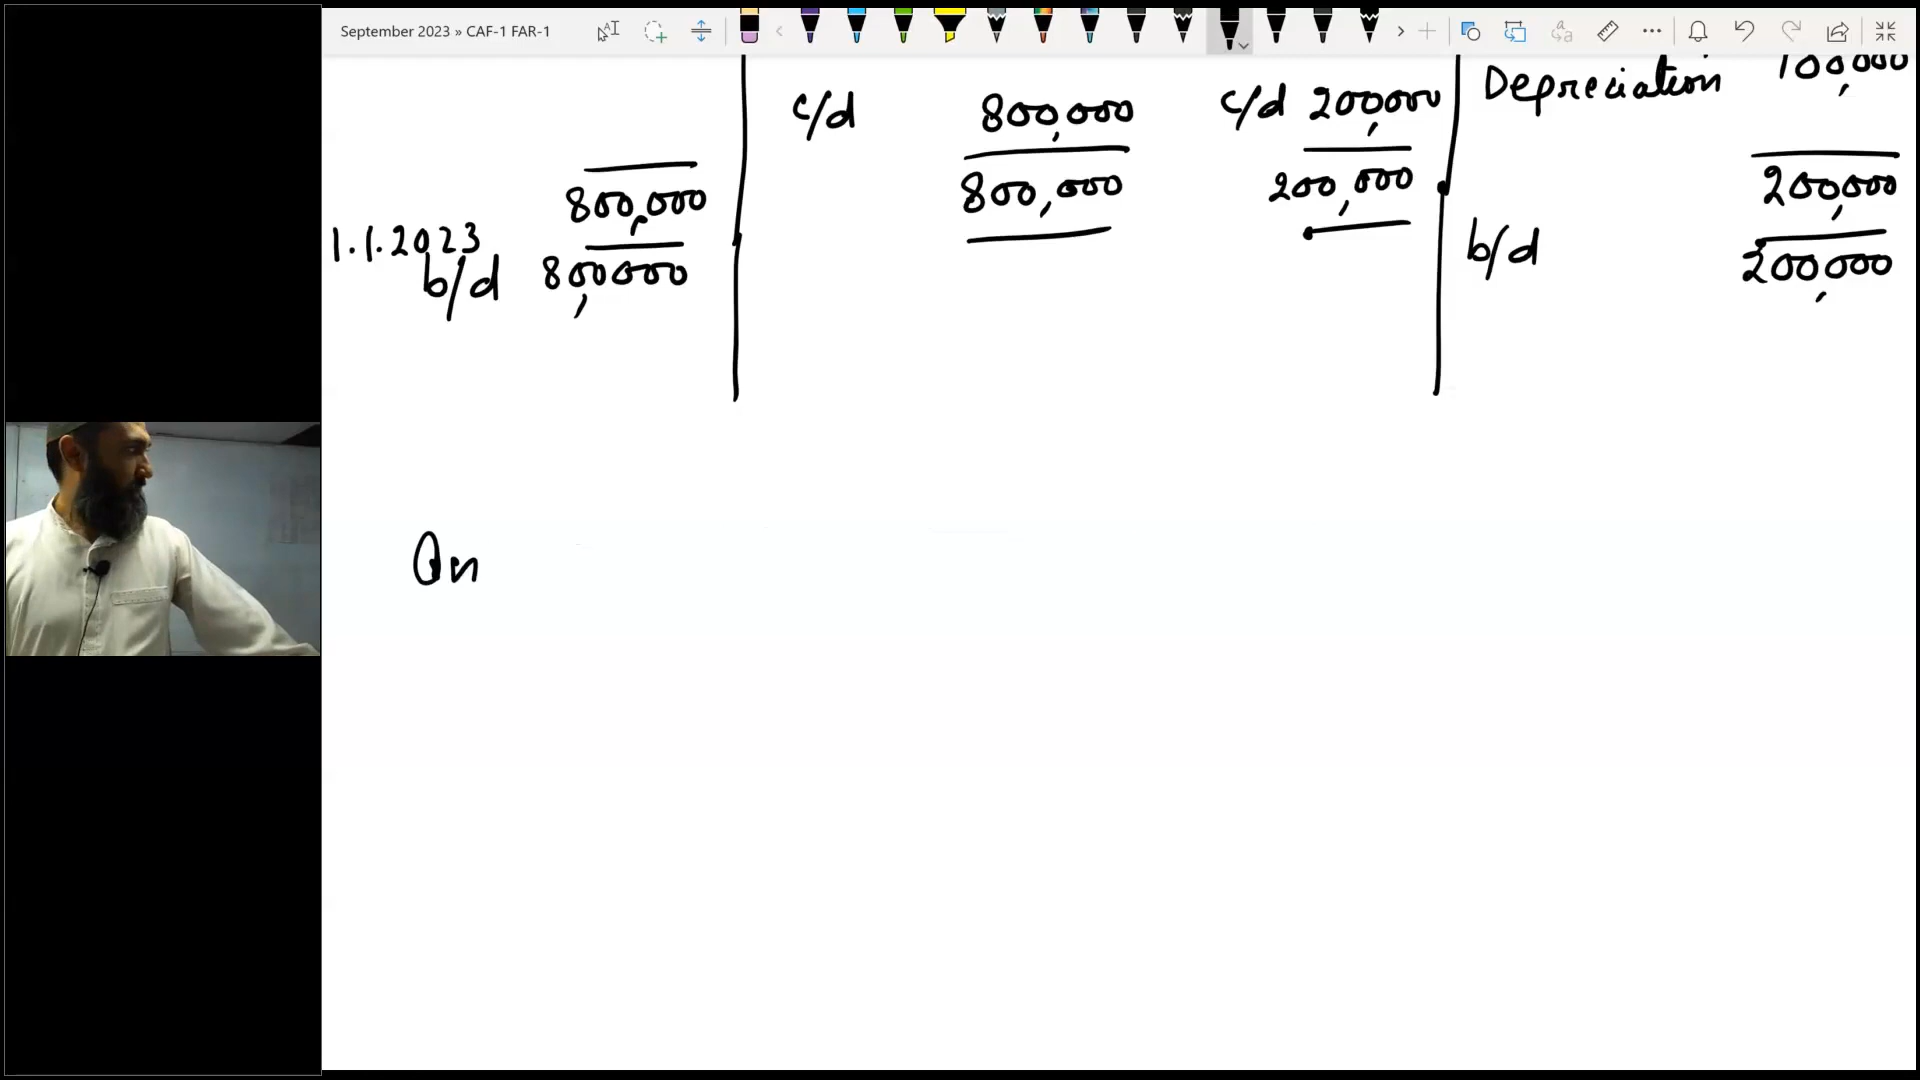 September 2023 » CAF-1 FAR-1
Depreciation 100,000
c/d 800,000 c/d 200,000
800,000 800,000 200,000 200,000
1.1.2023
b/d 800,000 b/d 200,000
On